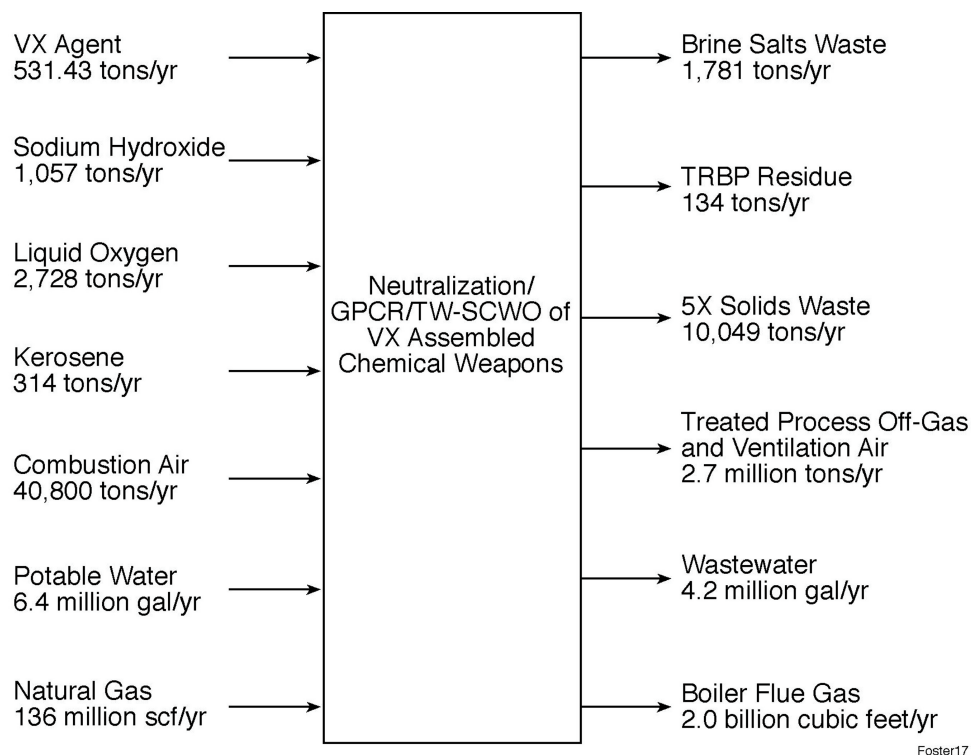 VX Agent
531.43 tons/yr
Sodium Hydroxide
1,057 tons/yr
Liquid Oxygen
2,728 tons/yr
Kerosene
314 tons/yr
Combustion Air
40,800 tons/yr
Potable Water
6.4 million gal/yr
Natural Gas
136 million scf/yr
Neutralization/
GPCR/TW-SCWO of
VX Assembled
Chemical Weapons
Brine Salts Waste
1,781 tons/yr
TRBP Residue
134 tons/yr
5X Solids Waste
10,049 tons/yr
Treated Process Off-Gas
and Ventilation Air
2.7 million tons/yr
Wastewater
4.2 million gal/yr
Boiler Flue Gas
2.0 billion cubic feet/yr
Foster17